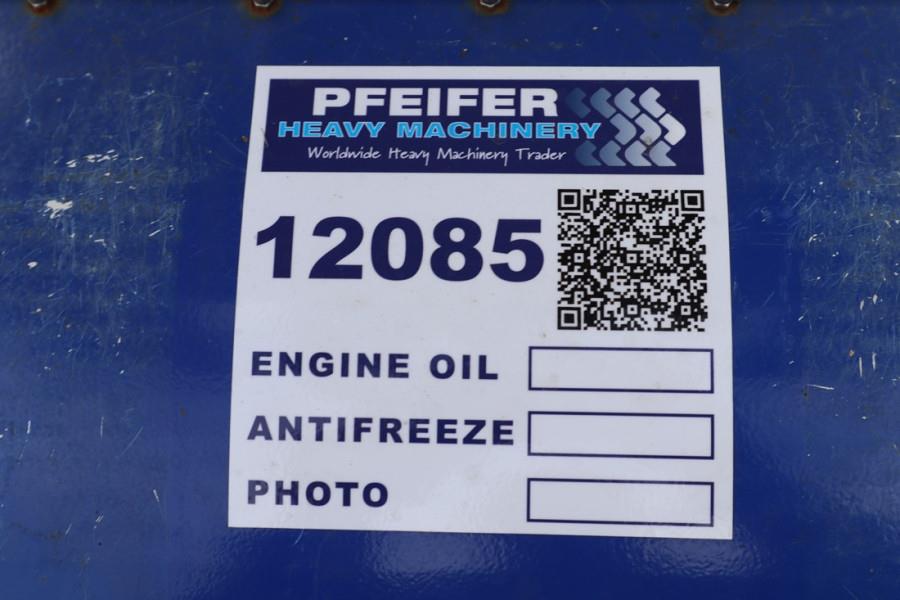 PFEIFER
HEAVY MACHINERY
Worldwide Heavy Machinery Trader
12085
ENGINE OIL
ANTIFREEZE
PHOTO